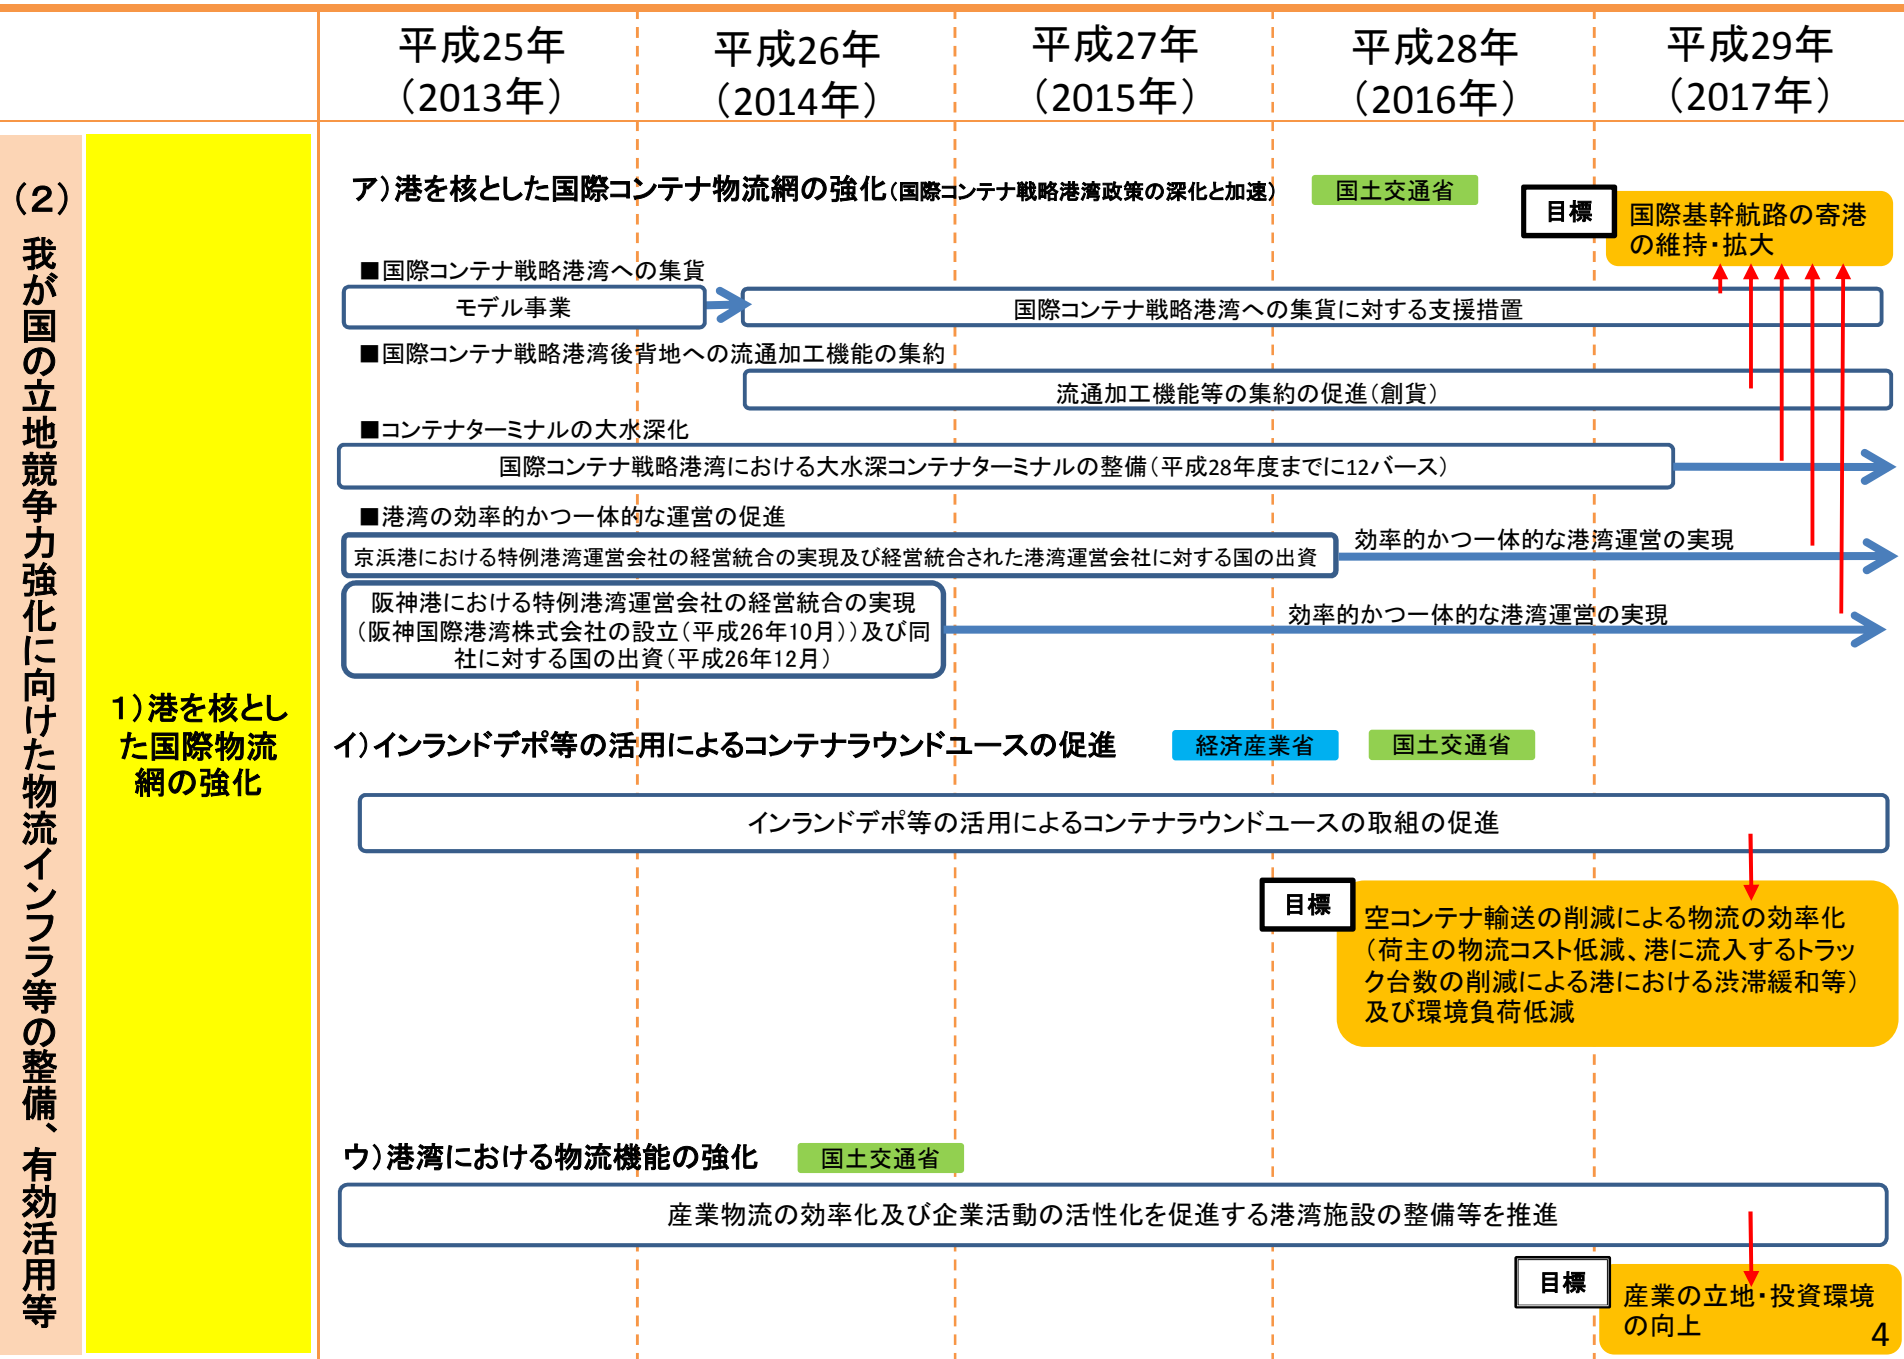 平成25年
（2013年）
平成26年
（2014年）
平成27年
（2015年）
平成28年
（2016年）
平成29年
（2017年）
（２）我が国の立地競争力強化に向けた物流インフラ等の整備、有効活用等
１）港を核とし
た国際物流
網の強化
ア）港を核とした国際コンテナ物流網の強化（国際コンテナ戦略港湾政策の深化と加速）
国土交通省
目標
国際基幹航路の寄港
の維持・拡大
■国際コンテナ戦略港湾への集貨
モデル事業
国際コンテナ戦略港湾への集貨に対する支援措置
■国際コンテナ戦略港湾後背地への流通加工機能の集約
流通加工機能等の集約の促進（創貨）
■コンテナターミナルの大水深化
国際コンテナ戦略港湾における大水深コンテナターミナルの整備（平成28年度までに12バース）
■港湾の効率的かつ一体的な運営の促進
京浜港における特例港湾運営会社の経営統合の実現及び経営統合された港湾運営会社に対する国の出資
効率的かつ一体的な港湾運営の実現
阪神港における特例港湾運営会社の経営統合の実現
（阪神国際港湾株式会社の設立（平成26年10月））及び同
社に対する国の出資（平成26年12月）
効率的かつ一体的な港湾運営の実現
イ）インランドデポ等の活用によるコンテナラウンドユースの促進
経済産業省
国土交通省
インランドデポ等の活用によるコンテナラウンドユースの取組の促進
目標
空コンテナ輸送の削減による物流の効率化
（荷主の物流コスト低減、港に流入するトラッ
ク台数の削減による港における渋滞緩和等）
及び環境負荷低減
ウ）港湾における物流機能の強化
国土交通省
産業物流の効率化及び企業活動の活性化を促進する港湾施設の整備等を推進
目標
産業の立地・投資環境
の向上
4